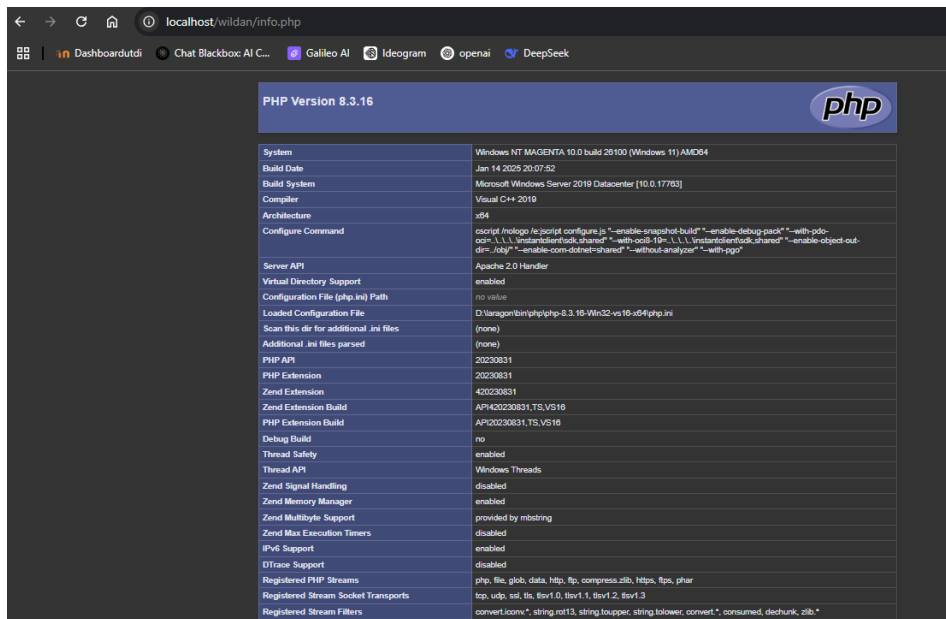 localhost/wildan/info.php
Dashboardutdi Chat Blackbox: AI C... Galileo AI Ideogram openai DeepSeek
PHP Version 8.3.16
php
System Windows NT MAGENTA 10.0 build 26100 (Windows 11) AMD64
Build Date Jan 14 2025 20:07:52
Build System Microsoft Windows Server 2019 Datacenter [10.0.17763]
Compiler Visual C++ 2019
Architecture x64
Configure Command cscript /nologo /e:jscript configure.js "--enable-snapshot-build" "--enable-debug-pack" "--with-pdo-
oci=..\..\..\..\instantclient\sdk,shared" "--with-oci8-19=..\..\..\..\instantclient\sdk,shared" "--enable-object-out-
dir=../obj/" "--enable-com-dotnet=shared" "--without-analyzer" "--with-pgo"
Server API Apache 2.0 Handler
Virtual Directory Support enabled
Configuration File (php.ini) Path no value
Loaded Configuration File D:\laragon\bin\php\php-8.3.16-Win32-vs16-x64\php.ini
Scan this dir for additional .ini files (none)
Additional .ini files parsed (none)
PHP API 20230831
PHP Extension 20230831
Zend Extension 420230831
Zend Extension Build API420230831,TS,VS16
PHP Extension Build API20230831,TS,VS16
Debug Build no
Thread Safety enabled
Thread API Windows Threads
Zend Signal Handling disabled
Zend Memory Manager enabled
Zend Multibyte Support provided by mbstring
Zend Max Execution Timers disabled
IPv6 Support enabled
DTrace Support disabled
Registered PHP Streams php, file, glob, data, http, ftp, compress.zlib, https, ftps, phar
Registered Stream Socket Transports tcp, udp, ssl, tls, tlsv1.0, tlsv1.1, tlsv1.2, tlsv1.3
Registered Stream Filters convert.iconv.*, string.rot13, string.toupper, string.tolower, convert.*, consumed, dechunk, zlib.*